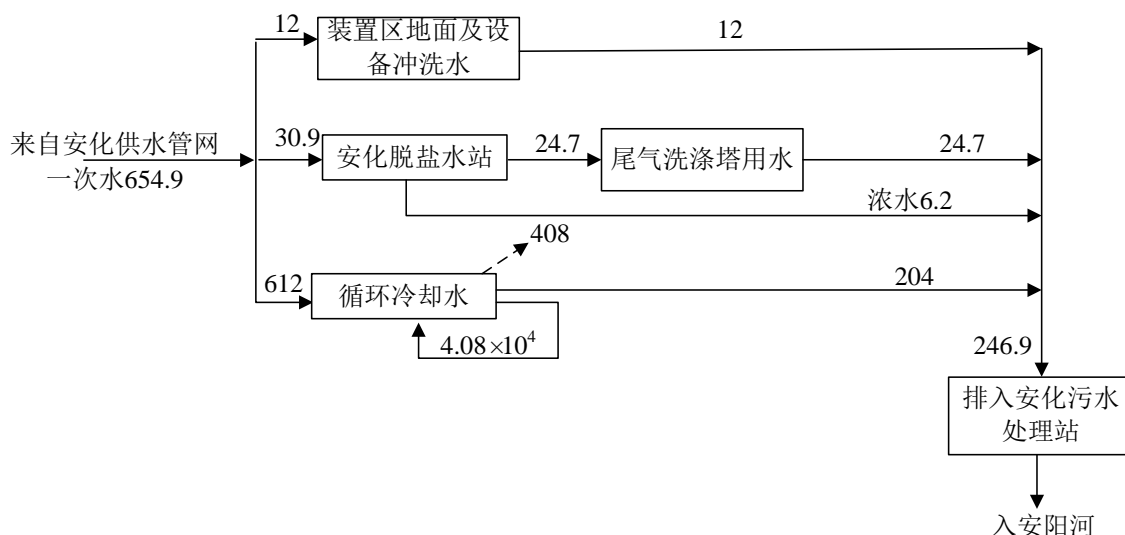 12
装置区地面及设
备冲洗水
12
来自安化供水管网
一次水654.9
30.9
安化脱盐水站
24.7
尾气洗涤塔用水
24.7
浓水6.2
408
612
循环冷却水
204
4.08×10⁴
246.9
排入安化污水
处理站
入安阳河